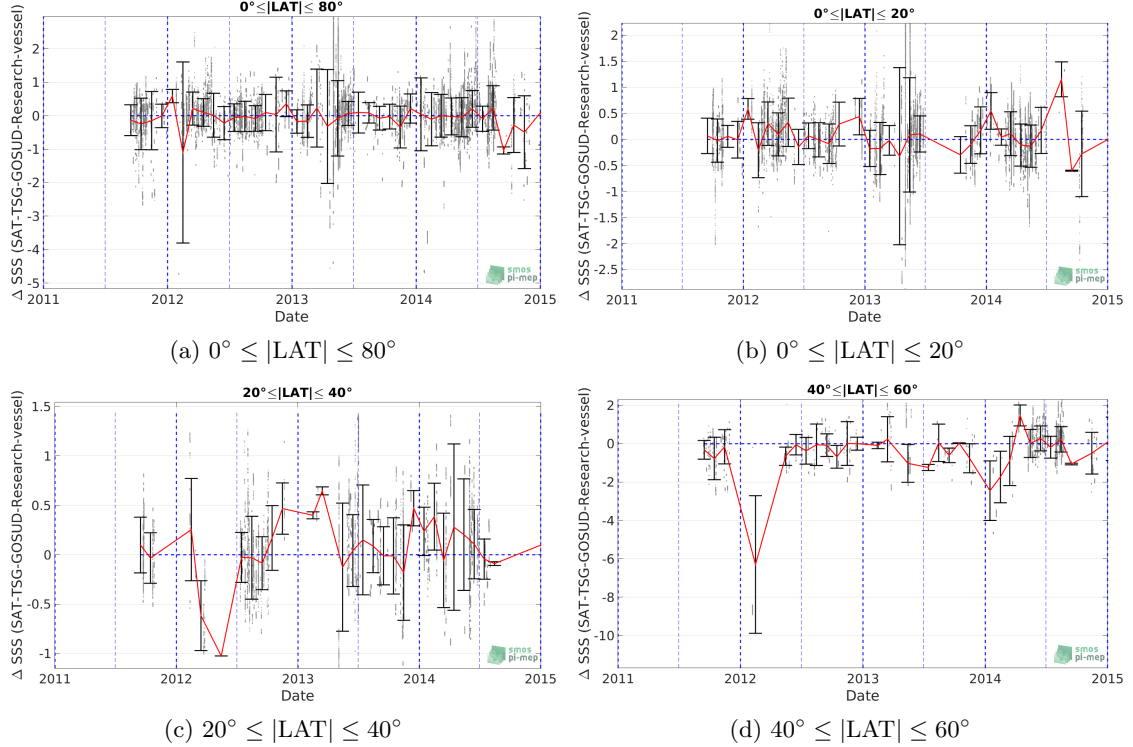 0°≤|LAT|≤ 80°
Δ SSS (SAT-TSG-GOSUD-Research-vessel)
2
1
0
-1
-2
-3
-4
-5
2011
2012
2013
2014
2015
Date
smos
pi-mep
(a) 0° ≤ |LAT| ≤ 80°
0°≤|LAT|≤ 20°
Δ SSS (SAT-TSG-GOSUD-Research-vessel)
2
1.5
1
0.5
0
-0.5
-1
-1.5
-2
-2.5
2011
2012
2013
2014
2015
Date
smos
pi-mep
(b) 0° ≤ |LAT| ≤ 20°
20°≤|LAT|≤ 40°
Δ SSS (SAT-TSG-GOSUD-Research-vessel)
1.5
1
0.5
0
-0.5
-1
2011
2012
2013
2014
2015
Date
smos
pi-mep
(c) 20° ≤ |LAT| ≤ 40°
40°≤|LAT|≤ 60°
Δ SSS (SAT-TSG-GOSUD-Research-vessel)
2
0
-2
-4
-6
-8
-10
2011
2012
2013
2014
2015
Date
smos
pi-mep
(d) 40° ≤ |LAT| ≤ 60°